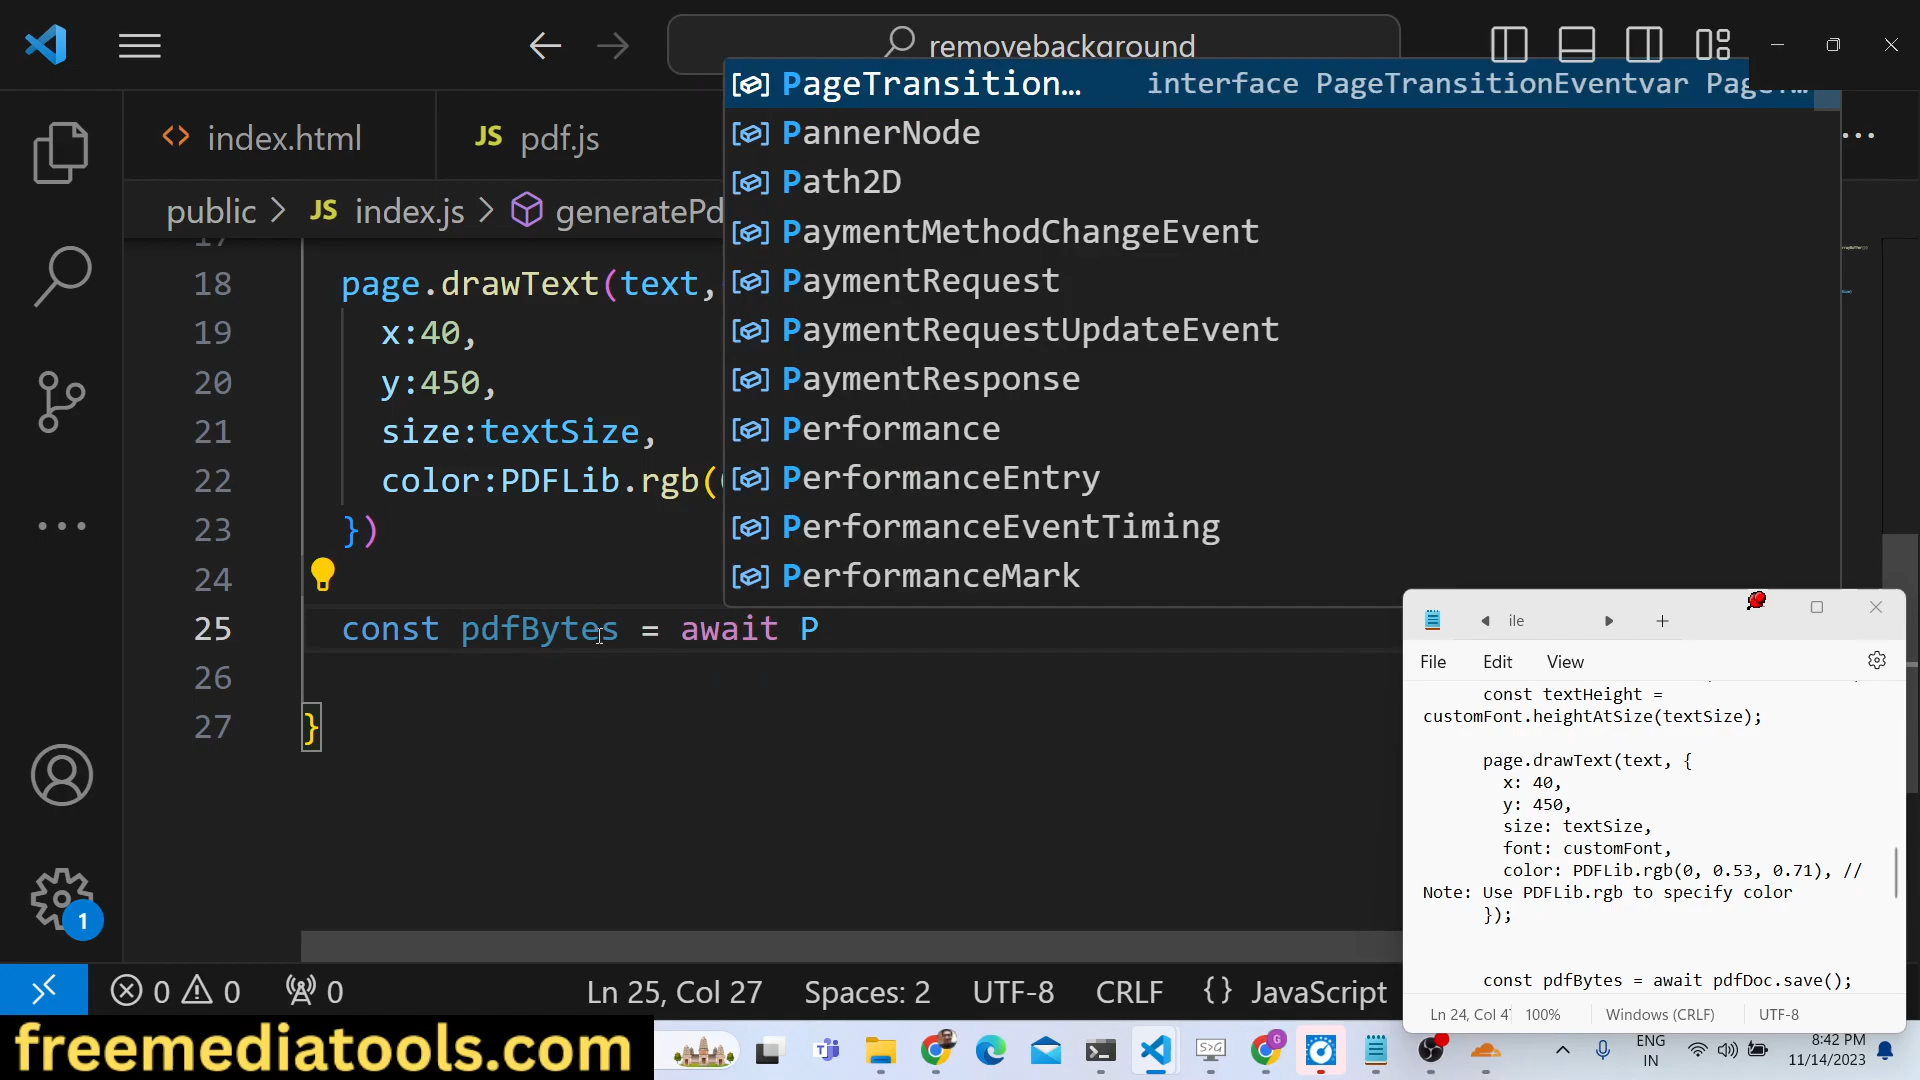 removebackground
PageTransition… interface PageTransitionEventvar PageT…
PannerNode
Path2D
PaymentMethodChangeEvent
PaymentRequest
PaymentRequestUpdateEvent
PaymentResponse
Performance
PerformanceEntry
PerformanceEventTiming
PerformanceMark
index.html
JS pdf.js
public > JS index.js > generatePd
17
18 page.drawText(text,
19 x:40,
20 y:450,
21 size:textSize,
22 color:PDFLib.rgb(
23 })
24
25 const pdfBytes = await P
26
27 }
ile
File Edit View
const textHeight =
customFont.heightAtSize(textSize);
page.drawText(text, {
x: 40,
y: 450,
size: textSize,
font: customFont,
color: PDFLib.rgb(0, 0.53, 0.71), //
Note: Use PDFLib.rgb to specify color
});
const pdfBytes = await pdfDoc.save();
Ln 24, Col 4 100% Windows (CRLF) UTF-8
1
0 0 0 Ln 25, Col 27 Spaces: 2 UTF-8 CRLF {} JavaScript
freemediatools.com
ENG
IN
8:42 PM
11/14/2023